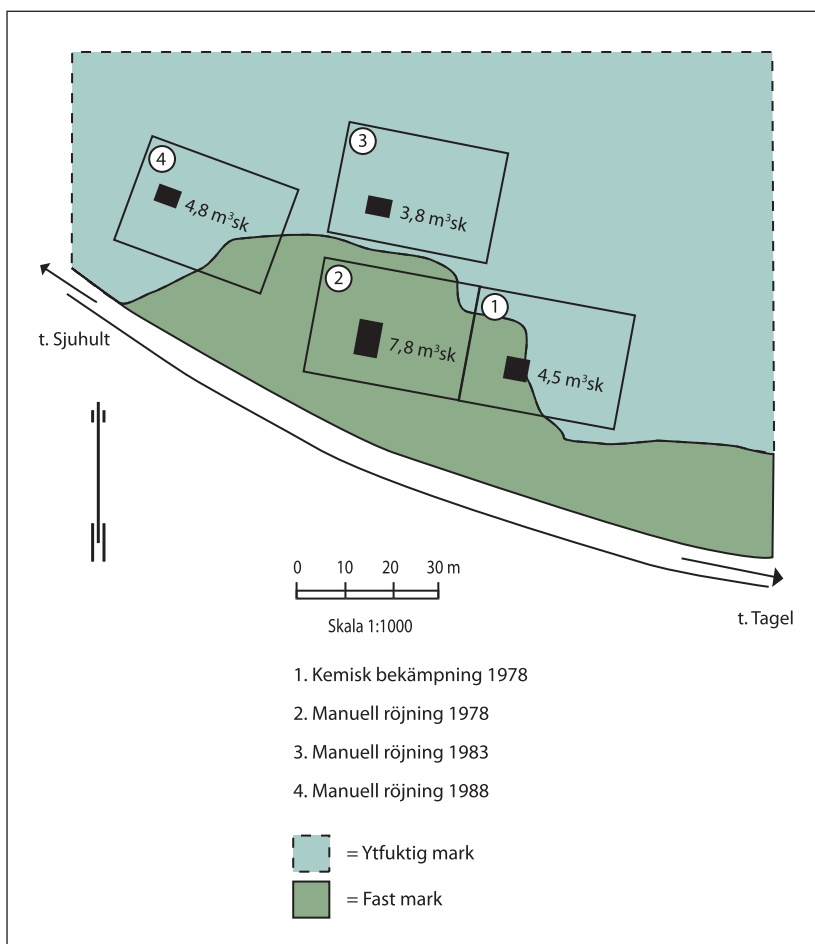 3
4
4,8 m³sk
3,8 m³sk
2
1
7,8 m³sk
4,5 m³sk
t. Sjuhult
0 10 20 30 m
Skala 1:1000
t. Tagel
1. Kemisk bekämpning 1978
2. Manuell röjning 1978
3. Manuell röjning 1983
4. Manuell röjning 1988
= Ytfuktig mark
= Fast mark